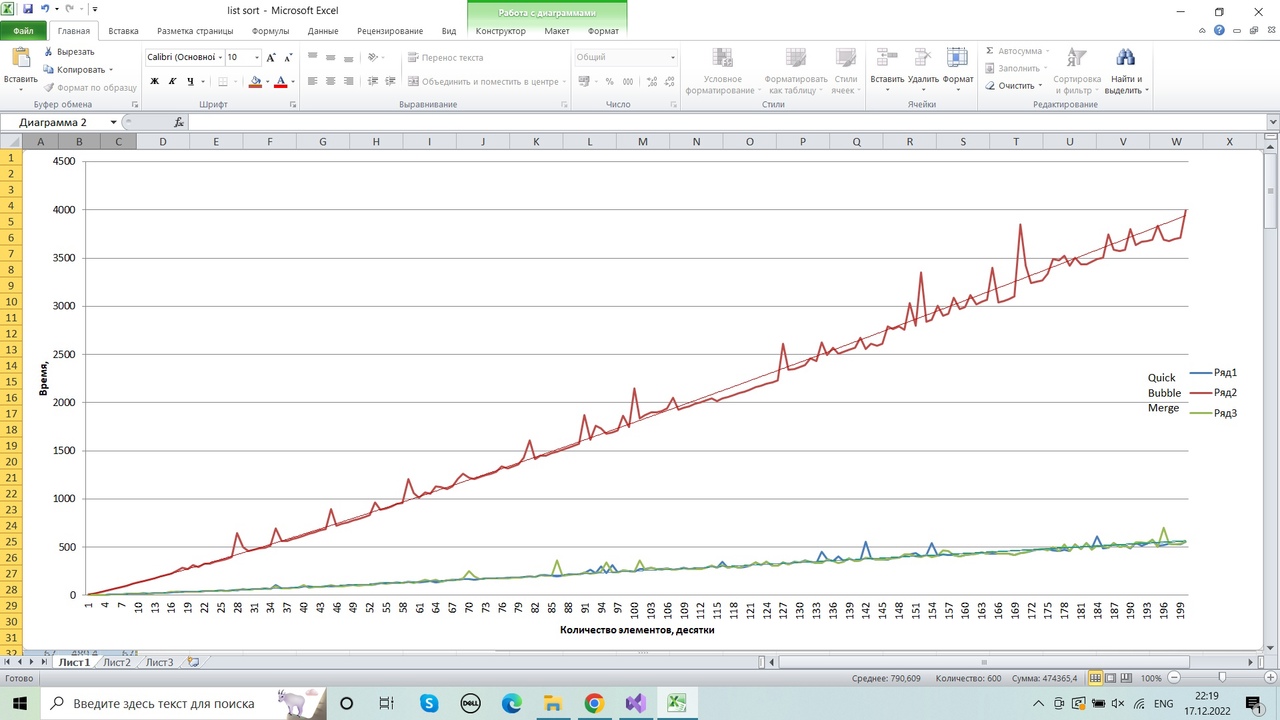 list sort - Microsoft Excel
Работа с диаграммами
Файл Главная Вставка Разметка страницы Формулы Данные Рецензирование Вид Конструктор Макет Формат
Вставить
Вырезать
Копировать
Формат по образцу
Буфер обмена
Calibri (Основной 10
Ж К Ч
Шрифт
Перенос текста
Объединить и поместить в центре
Выравнивание
Общий
% 000
Число
Условное форматирование
Форматировать как таблицу
Стили ячеек
Стили
Вставить Удалить Формат
Ячейки
Автосумма
Заполнить
Очистить
Сортировка и фильтр
Найти и выделить
Редактирование
Диаграмма 2 fx
A B C D E F G H I J K L M N O P Q R S T U V W X
1 2 3 4 5 6 7 8 9 10 11 12 13 14 15 16 17 18 19 20 21 22 23 24 25 26 27 28 29 30 31 32
4500
4000
3500
3000
2500
2000
1500
1000
500
0
Время,
Quick Ряд1
Bubble Ряд2
Merge Ряд3
1 4 7 10 13 16 19 22 25 28 31 34 37 40 43 46 49 52 55 58 61 64 67 70 73 76 79 82 85 88 91 94 97 100 103 106 109 112 115 118 121 124 127 130 133 136 139 142 145 148 151 154 157 160 163 166 169 172 175 178 181 184 187 190 193 196 199
Количество элементов, десятки
67 489,4 67
Лист1 Лист2 Лист3
Готово Среднее: 790,609 Количество: 600 Сумма: 474365,4 100%
Введите здесь текст для поиска
DELL
ENG
22:19
17.12.2022
1